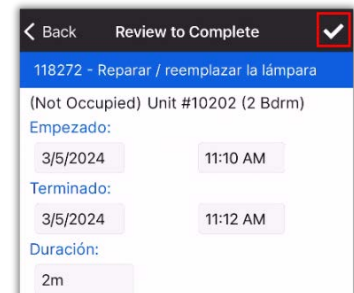 Back Review to Complete
118272 - Reparar / reemplazar la lámpara
(Not Occupied) Unit #10202 (2 Bdrm)
Empezado:
3/5/2024 11:10 AM
Terminado:
3/5/2024 11:12 AM
Duración:
2m